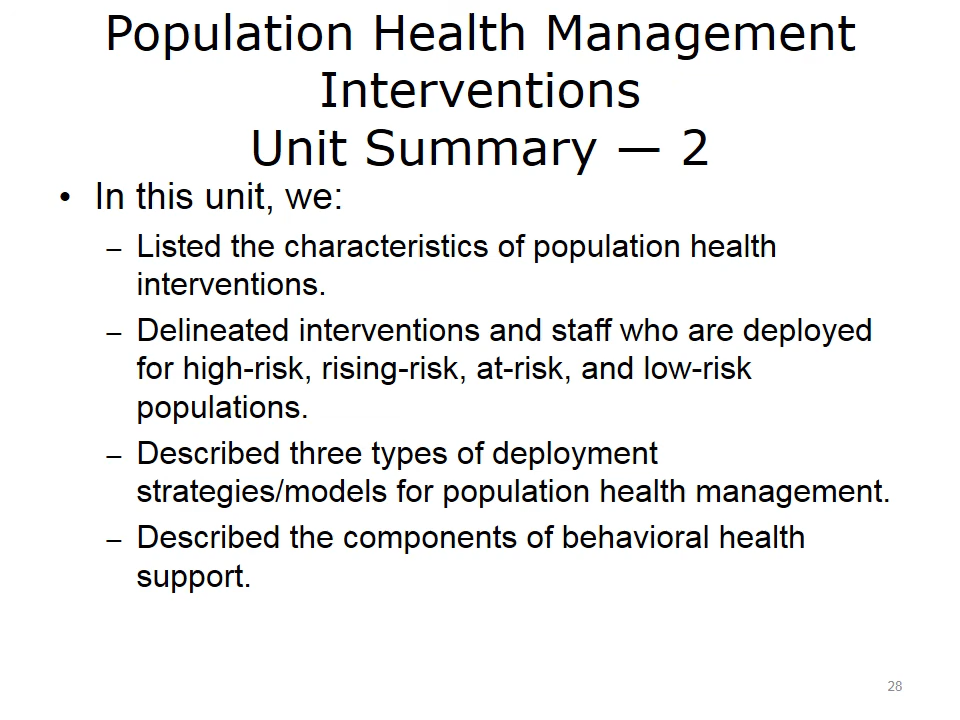 Population Health Management
Interventions
Unit Summary — 2
• In this unit, we:
– Listed the characteristics of population health
interventions.
– Delineated interventions and staff who are deployed
for high-risk, rising-risk, at-risk, and low-risk
populations.
– Described three types of deployment
strategies/models for population health management.
– Described the components of behavioral health
support.
28